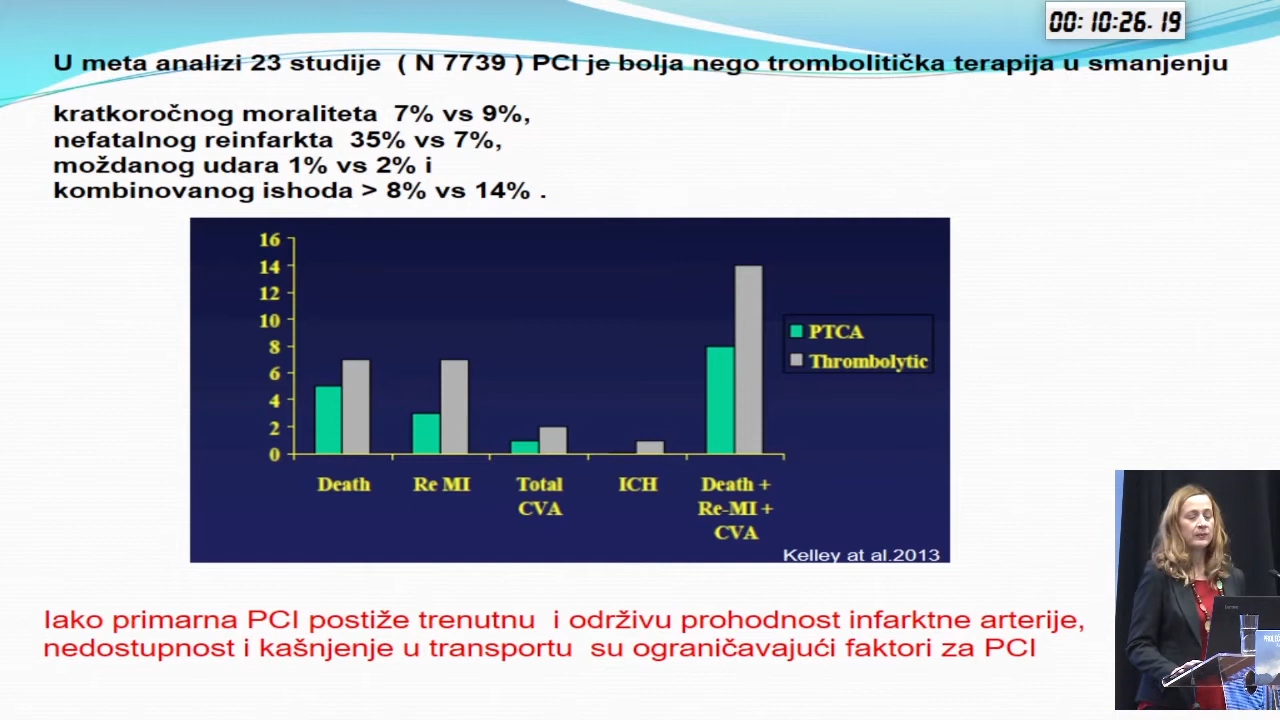 00:10:26.19
U meta analizi 23 studije ( N 7739 ) PCI je bolja nego trombolitička terapija u smanjenju
kratkoročnog moraliteta 7% vs 9%,
nefatalnog reinfarkta 35% vs 7%,
moždanog udara 1% vs 2% i
kombinovanog ishoda > 8% vs 14% .
16
14
12
10
8
6
4
2
0
PTCA
Thrombolytic
Death
Re MI
Total
CVA
ICH
Death +
Re-MI +
CVA
Kelley at al.2013
Iako primarna PCI postiže trenutnu i održivu prohodnost infarktne arterije,
nedostupnost i kašnjenje u transportu su ograničavajući faktori za PCI